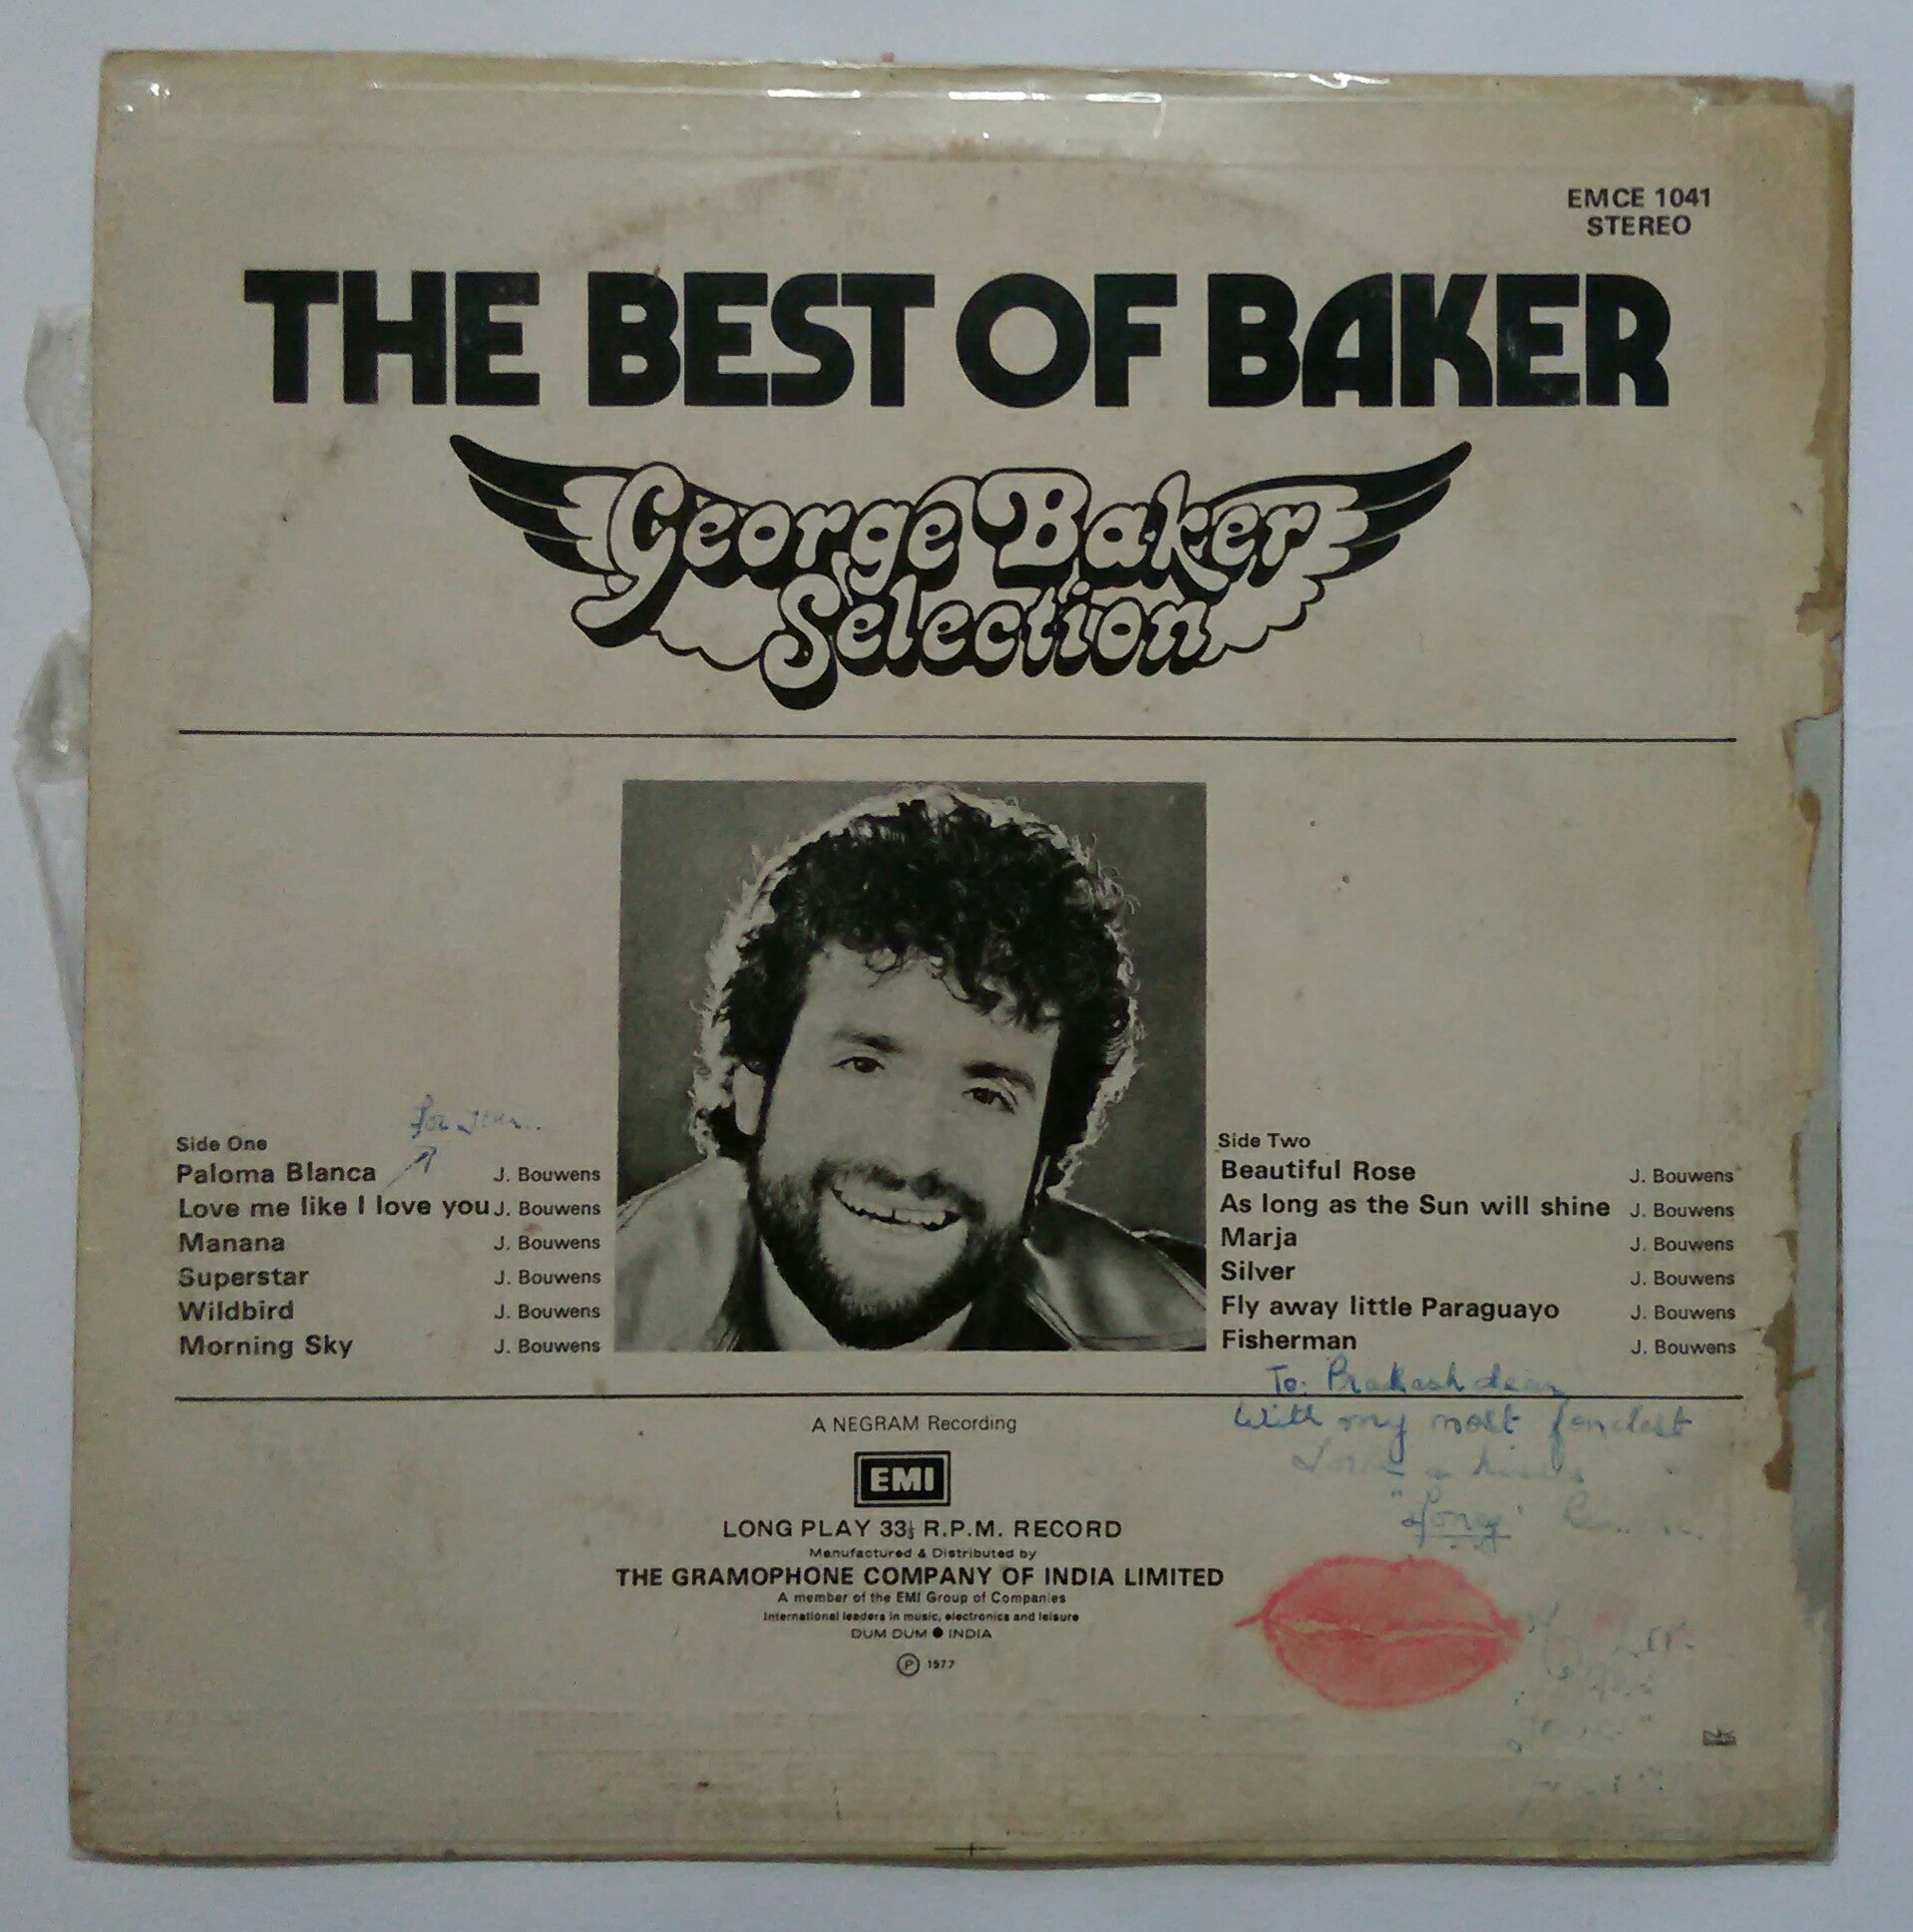 EMCE 1041
STEREO
THE BEST OF BAKER
George Baker
Selection
for
Side One
Paloma Blanca J. Bouwens
Love me like I love you J. Bouwens
Manana J. Bouwens
Superstar J. Bouwens
Wildbird J. Bouwens
Morning Sky J. Bouwens
Side Two
Beautiful Rose J. Bouwens
As long as the Sun will shine J. Bouwens
Marja J. Bouwens
Silver J. Bouwens
Fly away little Paraguayo J. Bouwens
Fisherman J. Bouwens
To: Prakash dear
With my most fondest
A NEGRAM Recording
EMI
LONG PLAY 33⅓ R.P.M. RECORD
Manufactured & Distributed by
THE GRAMOPHONE COMPANY OF INDIA LIMITED
A member of the EMI Group of Companies
International leaders in music, electronics and leisure
DUM DUM ● INDIA
Ⓟ 1977